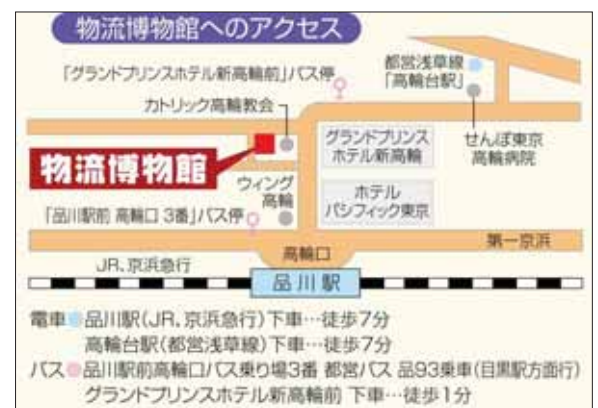 物流博物館へのアクセス
「グランドプリンスホテル新高輪前」バス停
都営浅草線
「高輪台駅」
カトリック高輪教会
グランドプリンス
ホテル新高輪
せんぽ東京
高輪病院
物流博物館
ウィング
高輪
ホテル
パシフィック東京
「品川駅前 高輪口 3番」バス停
第一京浜
高輪口
JR、京浜急行
品川駅
電車●品川駅(JR、京浜急行)下車…徒歩7分
高輪台駅(都営浅草線)下車…徒歩7分
バス●品川駅前高輪口バス乗り場3番 都営バス 品93乗車(目黒駅方面行)
グランドプリンスホテル新高輪前 下車…徒歩1分